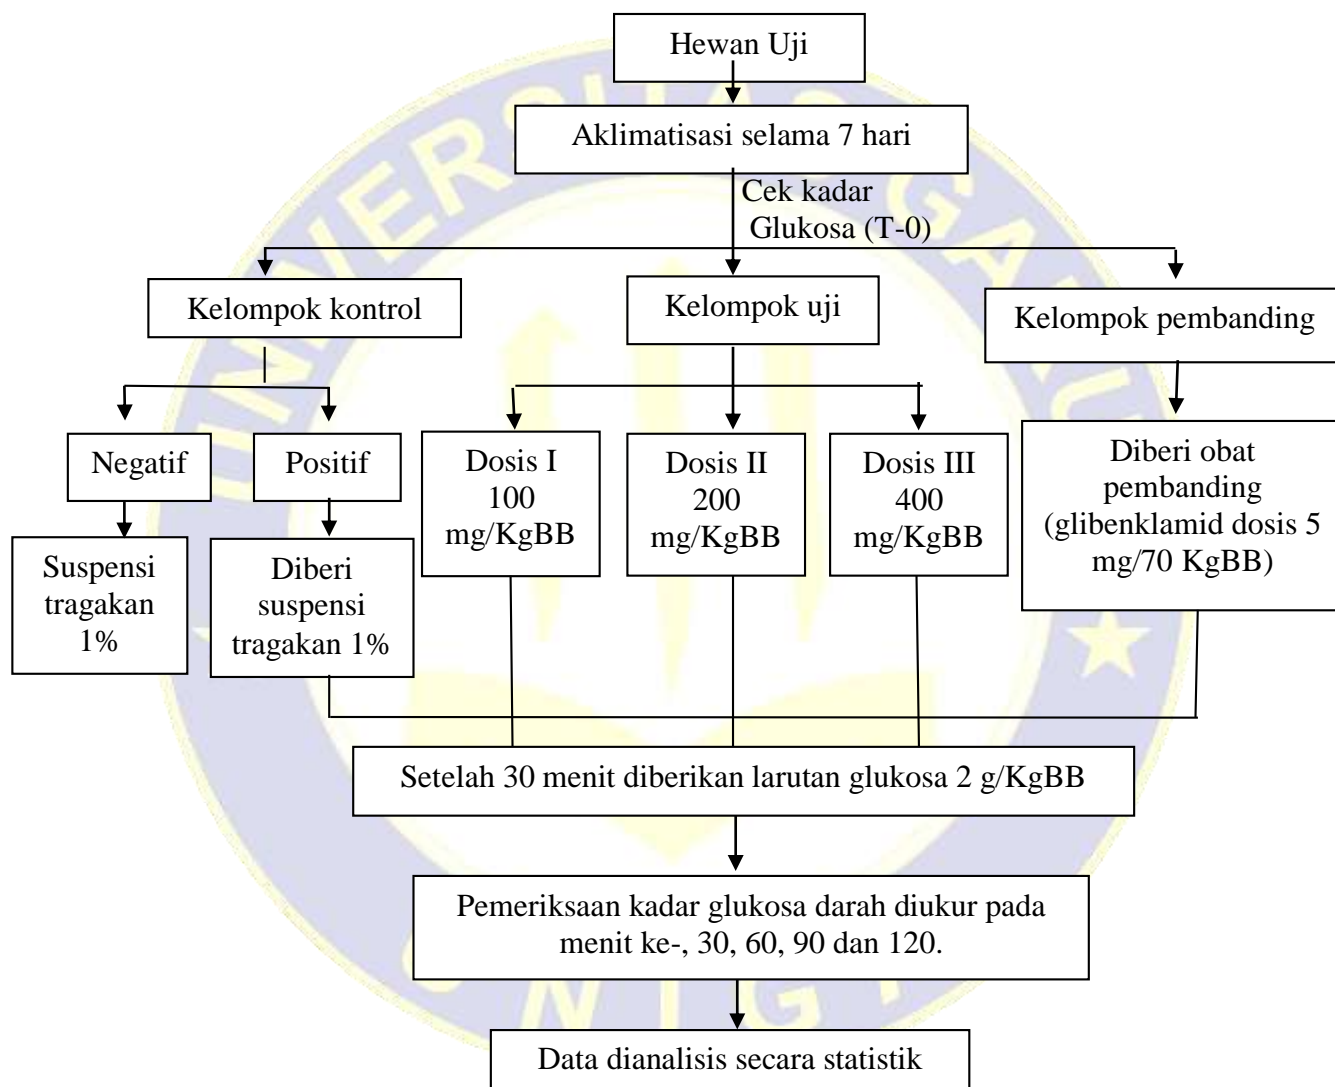 Hewan Uji
Aklimatisasi selama 7 hari
Cek kadar
Glukosa (T-0)
Kelompok kontrol
Kelompok uji
Kelompok pembanding
Negatif
Positif
Dosis I
100
mg/KgBB
Dosis II
200
mg/KgBB
Dosis III
400
mg/KgBB
Diberi obat
pembanding
(glibenklamid dosis 5
mg/70 KgBB)
Suspensi
tragakan
1%
Diberi
suspensi
tragakan 1%
Setelah 30 menit diberikan larutan glukosa 2 g/KgBB
Pemeriksaan kadar glukosa darah diukur pada
menit ke-, 30, 60, 90 dan 120.
Data dianalisis secara statistik
UNIVERSITAS GARUT
UNIGA